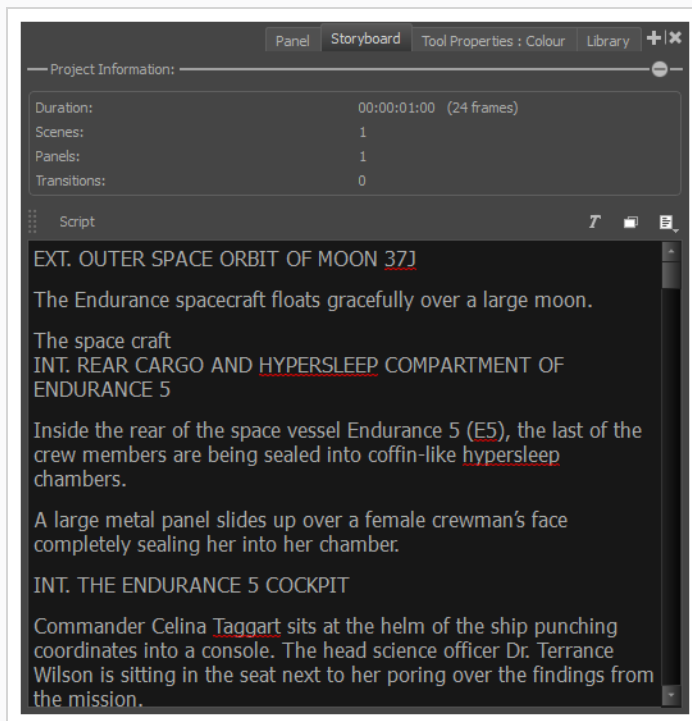 Panel Storyboard Tool Properties : Colour Library
Project Information:
Duration: 00:00:01:00 (24 frames)
Scenes: 1
Panels: 1
Transitions: 0
Script
EXT. OUTER SPACE ORBIT OF MOON 37J
The Endurance spacecraft floats gracefully over a large moon.
The space craft
INT. REAR CARGO AND HYPERSLEEP COMPARTMENT OF
ENDURANCE 5
Inside the rear of the space vessel Endurance 5 (E5), the last of the
crew members are being sealed into coffin-like hypersleep
chambers.
A large metal panel slides up over a female crewman’s face
completely sealing her into her chamber.
INT. THE ENDURANCE 5 COCKPIT
Commander Celina Taggart sits at the helm of the ship punching
coordinates into a console. The head science officer Dr. Terrance
Wilson is sitting in the seat next to her poring over the findings from
the mission.